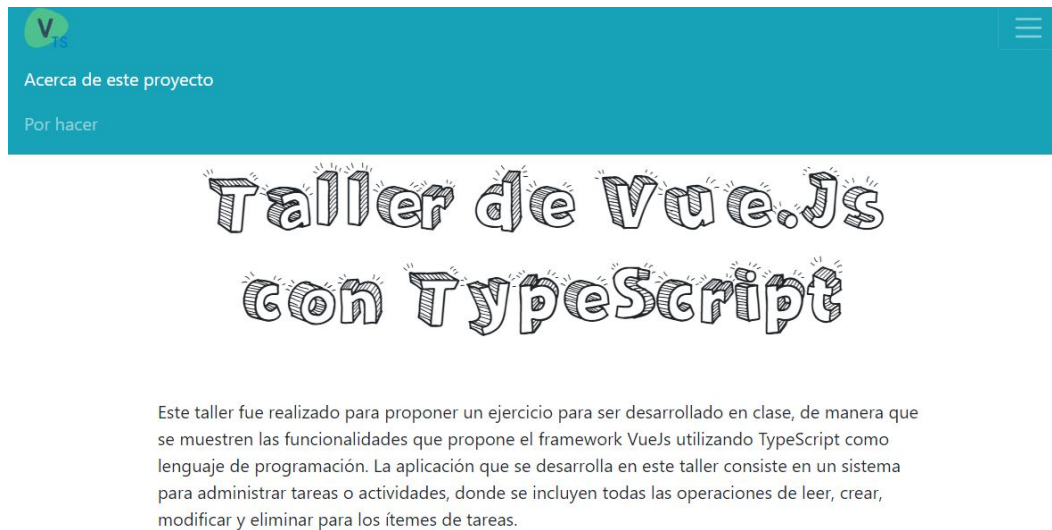 V
TS
Acerca de este proyecto
Por hacer
Taller de Vue.Js
con TypeScript
Este taller fue realizado para proponer un ejercicio para ser desarrollado en clase, de manera que
se muestren las funcionalidades que propone el framework VueJs utilizando TypeScript como
lenguaje de programación. La aplicación que se desarrolla en este taller consiste en un sistema
para administrar tareas o actividades, donde se incluyen todas las operaciones de leer, crear,
modificar y eliminar para los ítemes de tareas.